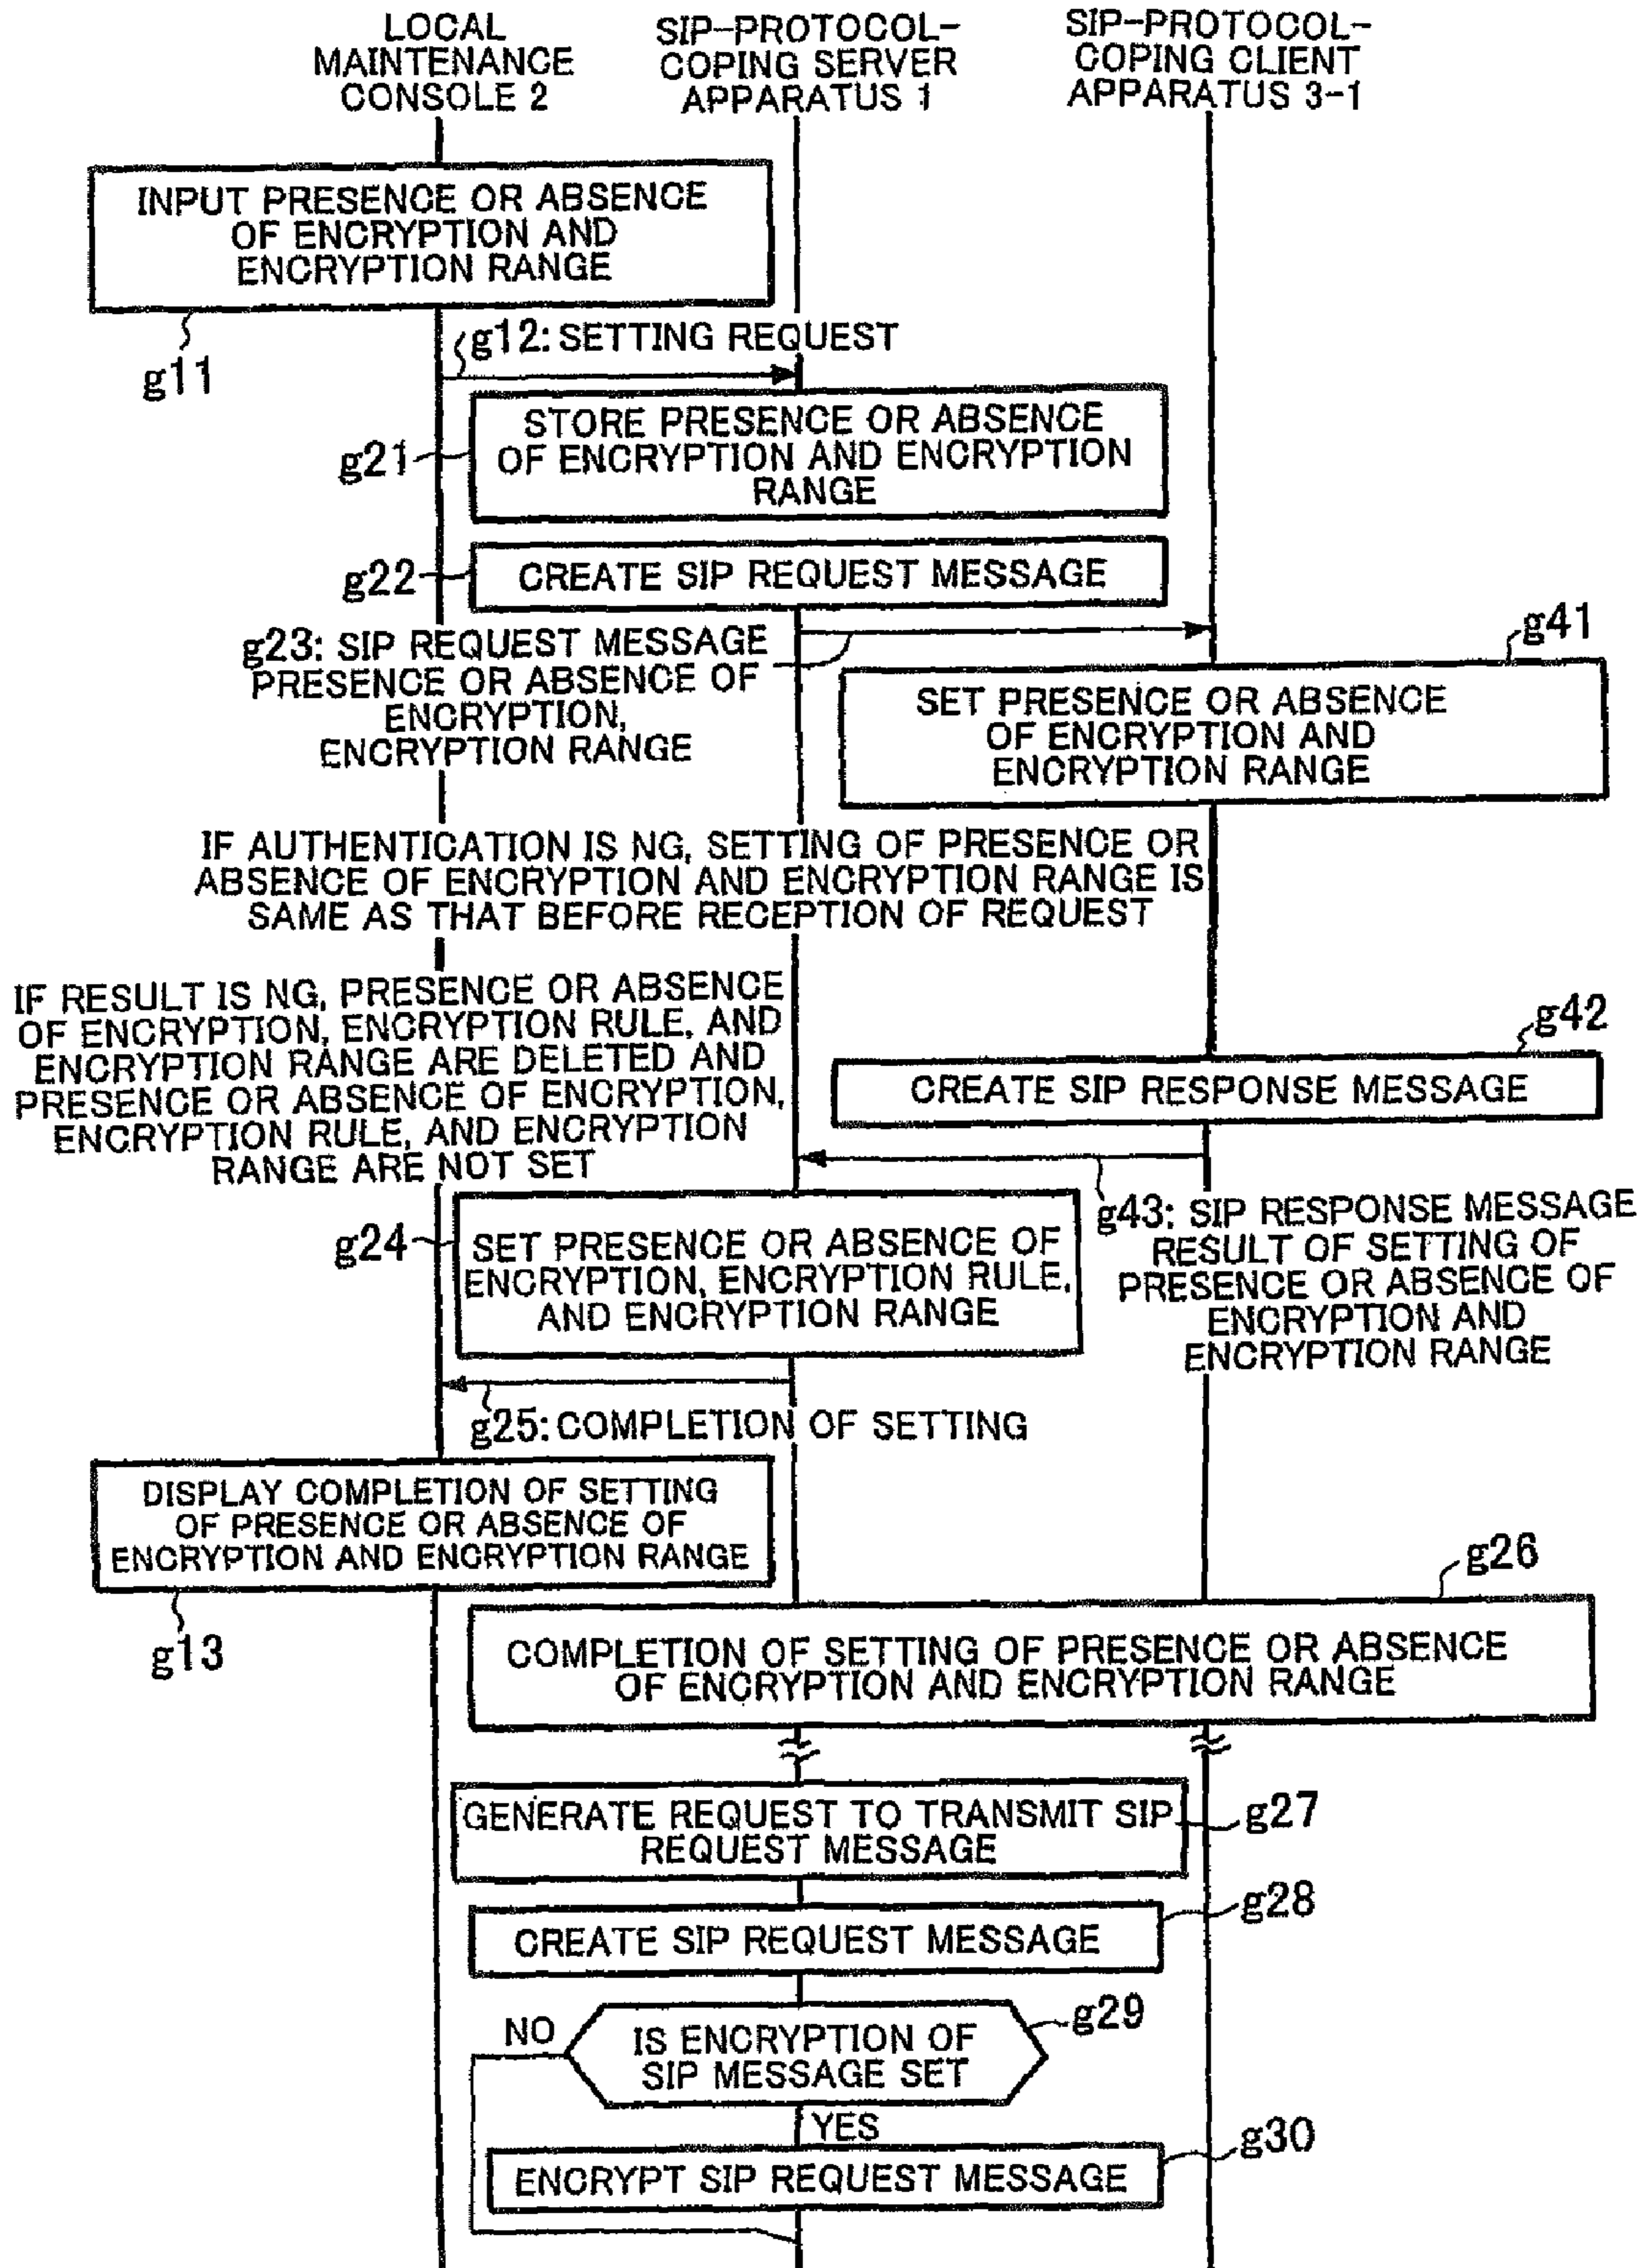 LOCAL
MAINTENANCE
CONSOLE 2
SIP-PROTOCOL-
COPING SERVER
APPARATUS 1
SIP-PROTOCOL-
COPING CLIENT
APPARATUS 3-1
INPUT PRESENCE OR ABSENCE
OF ENCRYPTION AND
ENCRYPTION RANGE
g11
g12: SETTING REQUEST
STORE PRESENCE OR ABSENCE
OF ENCRYPTION AND ENCRYPTION
RANGE
g21
g22
CREATE SIP REQUEST MESSAGE
g23: SIP REQUEST MESSAGE
PRESENCE OR ABSENCE OF
ENCRYPTION,
ENCRYPTION RANGE
g41
SET PRESENCE OR ABSENCE
OF ENCRYPTION AND
ENCRYPTION RANGE
IF AUTHENTICATION IS NG, SETTING OF PRESENCE OR
ABSENCE OF ENCRYPTION AND ENCRYPTION RANGE IS
SAME AS THAT BEFORE RECEPTION OF REQUEST
IF RESULT IS NG, PRESENCE OR ABSENCE
OF ENCRYPTION, ENCRYPTION RULE, AND
ENCRYPTION RANGE ARE DELETED AND
PRESENCE OR ABSENCE OF ENCRYPTION,
ENCRYPTION RULE, AND ENCRYPTION
RANGE ARE NOT SET
g42
CREATE SIP RESPONSE MESSAGE
g43: SIP RESPONSE MESSAGE
RESULT OF SETTING OF
PRESENCE OR ABSENCE OF
ENCRYPTION AND
ENCRYPTION RANGE
g24
SET PRESENCE OR ABSENCE OF
ENCRYPTION, ENCRYPTION RULE,
AND ENCRYPTION RANGE
g25: COMPLETION OF SETTING
DISPLAY COMPLETION OF SETTING
OF PRESENCE OR ABSENCE OF
ENCRYPTION AND ENCRYPTION RANGE
g13
g26
COMPLETION OF SETTING OF PRESENCE OR ABSENCE
OF ENCRYPTION AND ENCRYPTION RANGE
GENERATE REQUEST TO TRANSMIT SIP
REQUEST MESSAGE
g27
g28
CREATE SIP REQUEST MESSAGE
g29
NO
IS ENCRYPTION OF
SIP MESSAGE SET
YES
g30
ENCRYPT SIP REQUEST MESSAGE